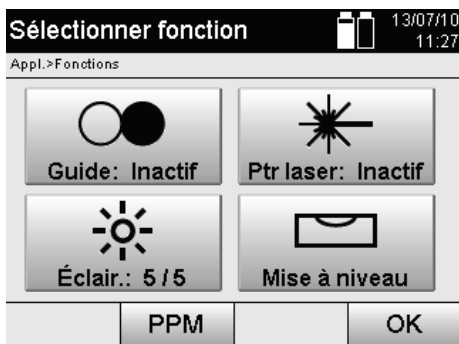 Sélectionner fonction
13/07/10
11:27
Appl.>Fonctions
Guide: Inactif
Ptr laser: Inactif
Éclair.: 5/5
Mise à niveau
PPM
OK